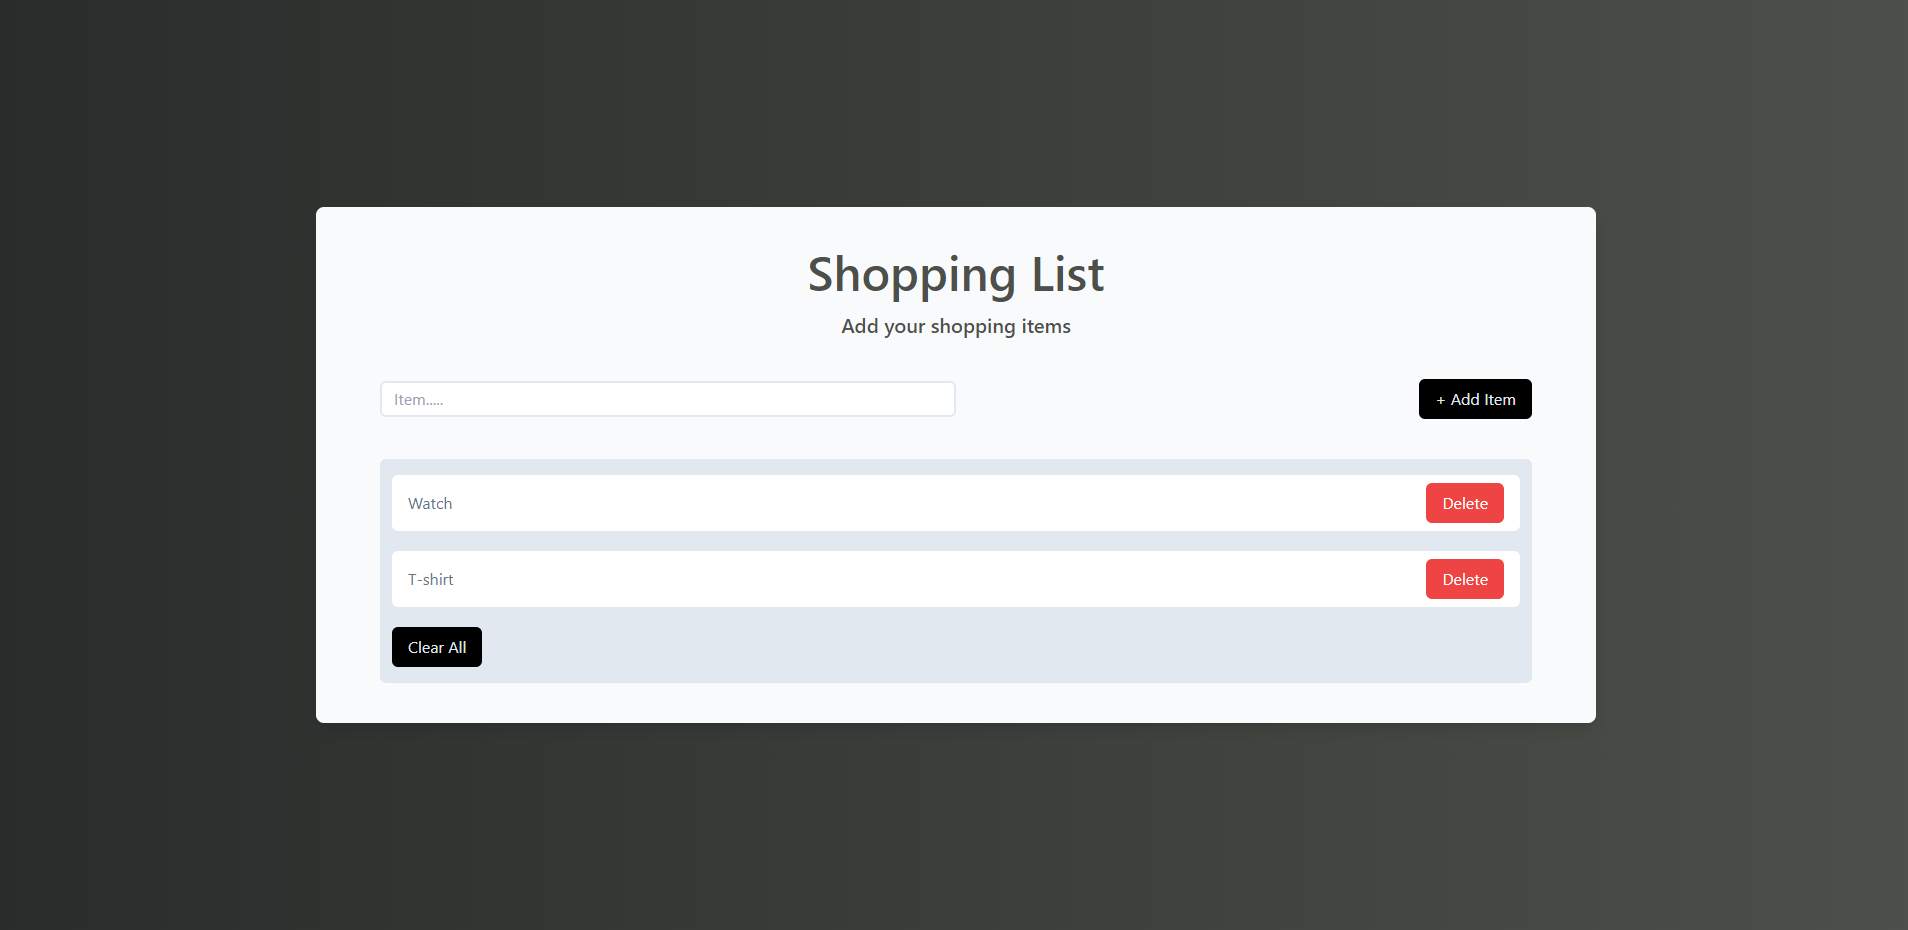 Shopping List
Add your shopping items
Item.....
+ Add Item
Watch
Delete
T-shirt
Delete
Clear All